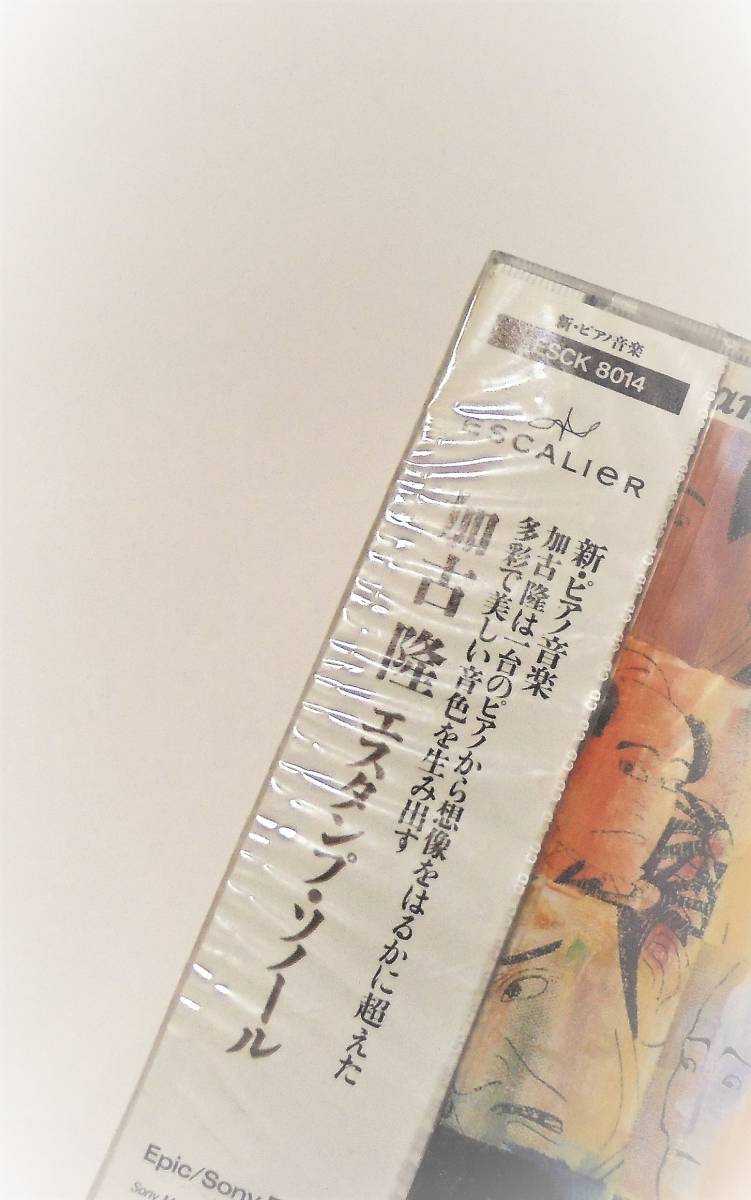 新・ピアノ音楽
ESCK 8014
ESCALIER
新・ピアノ音楽
加古隆は一台のピアノから想像をはるかに超えた
多彩で美しい音色を生み出す
加古 隆 エスタンプ・ソノール
Epic/Sony
Sony